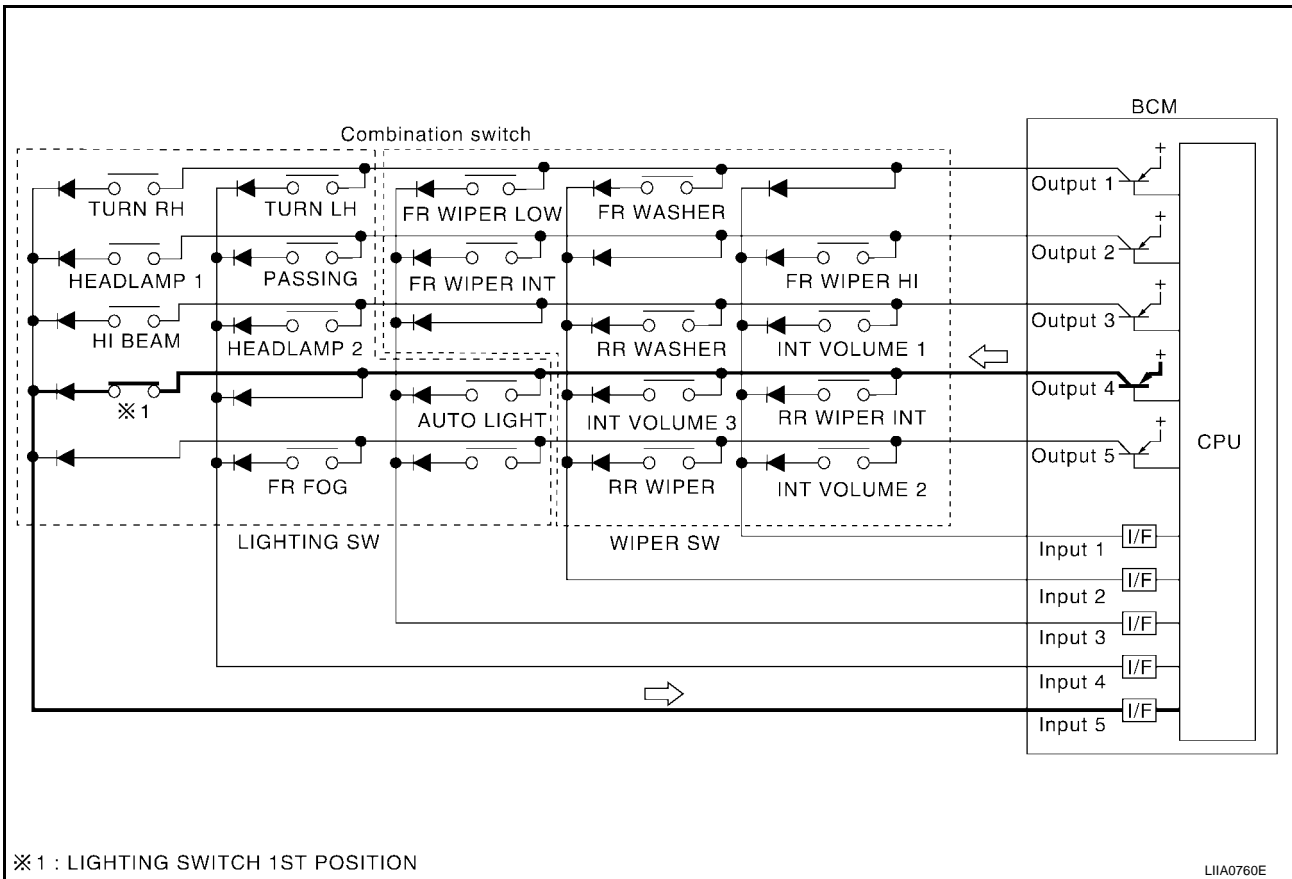 BCM
Combination switch
+
Output 1
TURN RH
TURN LH
FR WIPER LOW
FR WASHER
+
Output 2
HEADLAMP 1
PASSING
FR WIPER INT
FR WIPER HI
+
Output 3
HI BEAM
HEADLAMP 2
RR WASHER
INT VOLUME 1
+
Output 4
※1
AUTO LIGHT
INT VOLUME 3
RR WIPER INT
+
Output 5
CPU
FR FOG
RR WIPER
INT VOLUME 2
LIGHTING SW
WIPER SW
Input 1
I/F
Input 2
I/F
Input 3
I/F
Input 4
I/F
Input 5
I/F
※1 : LIGHTING SWITCH 1ST POSITION
LIIA0760E